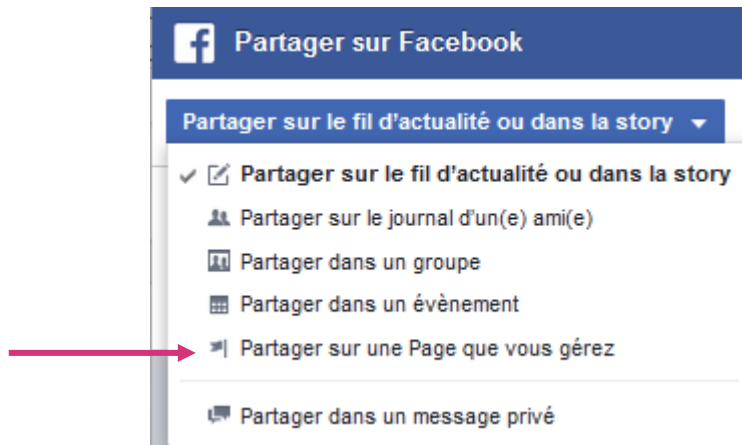 Partager sur Facebook
Partager sur le fil d'actualité ou dans la story
Partager sur le fil d'actualité ou dans la story
Partager sur le journal d'un(e) ami(e)
Partager dans un groupe
Partager dans un évènement
Partager sur une Page que vous gérez
Partager dans un message privé